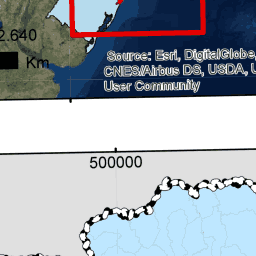 2.640
Km
Source: Esri, DigitalGlobe,
CNES/Airbus DS, USDA, U
User Community
500000